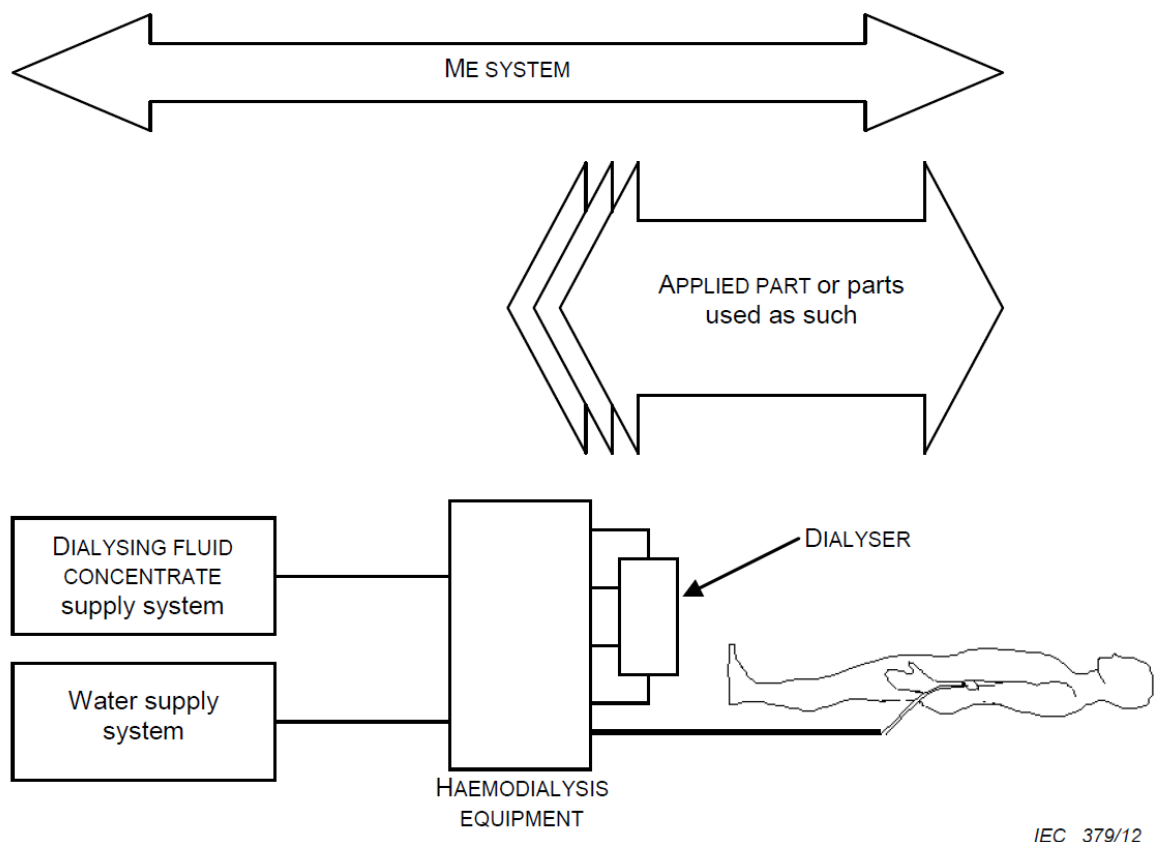 ME SYSTEM
APPLIED PART or parts
used as such
DIALYSING FLUID
CONCENTRATE
supply system
DIALYSER
Water supply
system
HAEMODIALYSIS
EQUIPMENT
IEC 379/12